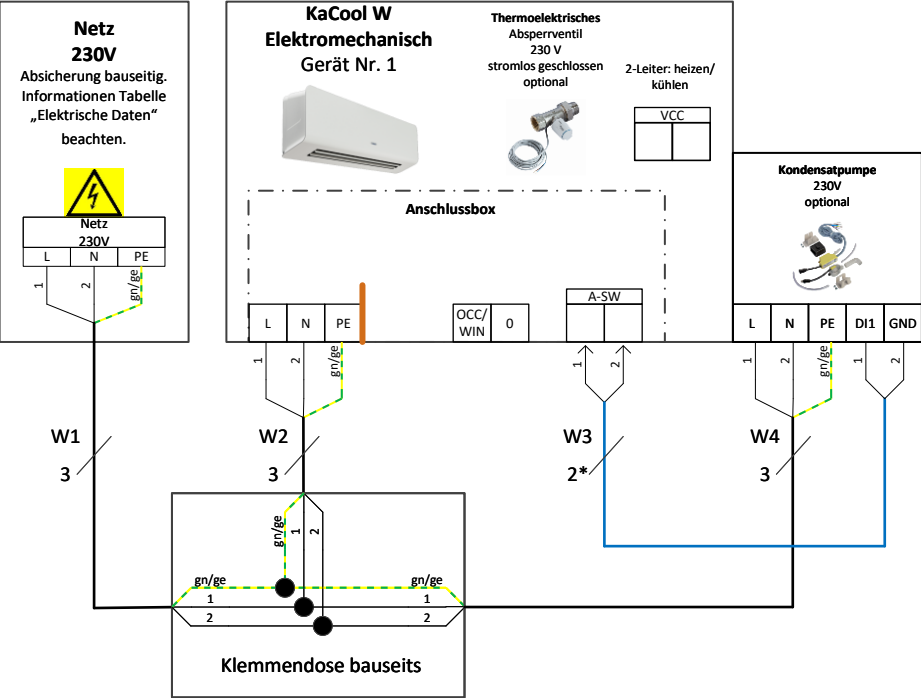 Netz
230V
Absicherung bauseitig.
Informationen Tabelle
„Elektrische Daten“
beachten.
Netz
230V
L N PE
1 2 gn/ge
KaCool W
Elektromechanisch
Gerät Nr. 1
Thermoelektrisches
Absperrventil
230 V
stromlos geschlossen
optional
2-Leiter: heizen/
kühlen
VCC
Anschlussbox
L N PE
OCC/
WIN 0
A-SW
1 2 gn/ge
1 2
Kondensatpumpe
230V
optional
L N PE DI1 GND
1 2 gn/ge 1 2
W1
3
W2
3
W3
2*
W4
3
gn/ge 1 2
gn/ge gn/ge
1 1
2 2
Klemmendose bauseits